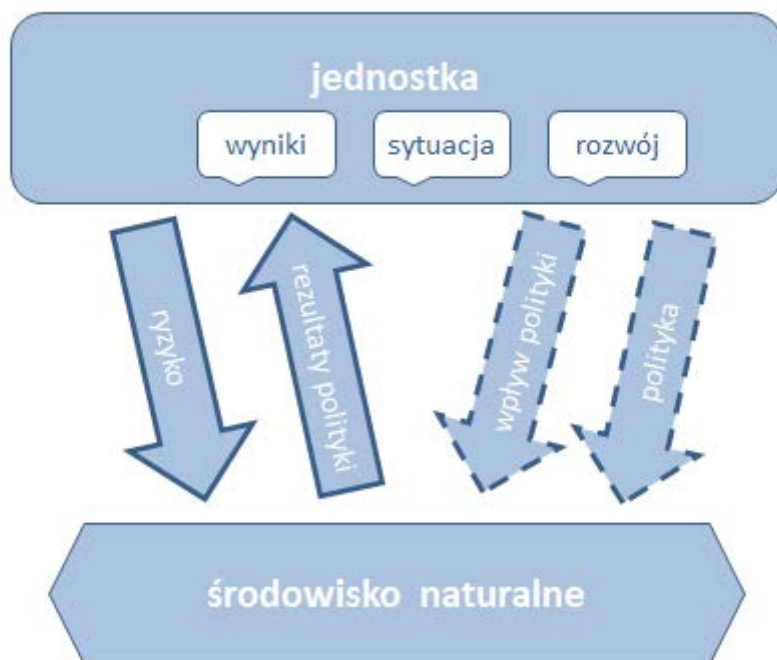 jednostka
wyniki
sytuacja
rozwój
ryzyko
rezultaty polityki
wpływ polityki
polityka
środowisko naturalne